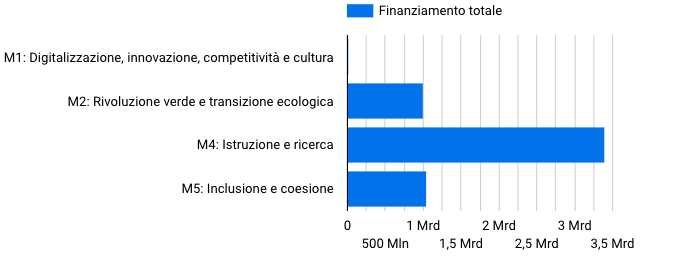 Finanziamento totale
M1: Digitalizzazione, innovazione, competitività e cultura
M2: Rivoluzione verde e transizione ecologica
M4: Istruzione e ricerca
M5: Inclusione e coesione
0 1 Mrd 2 Mrd 3 Mrd
500 Mln 1,5 Mrd 2,5 Mrd 3,5 Mrd